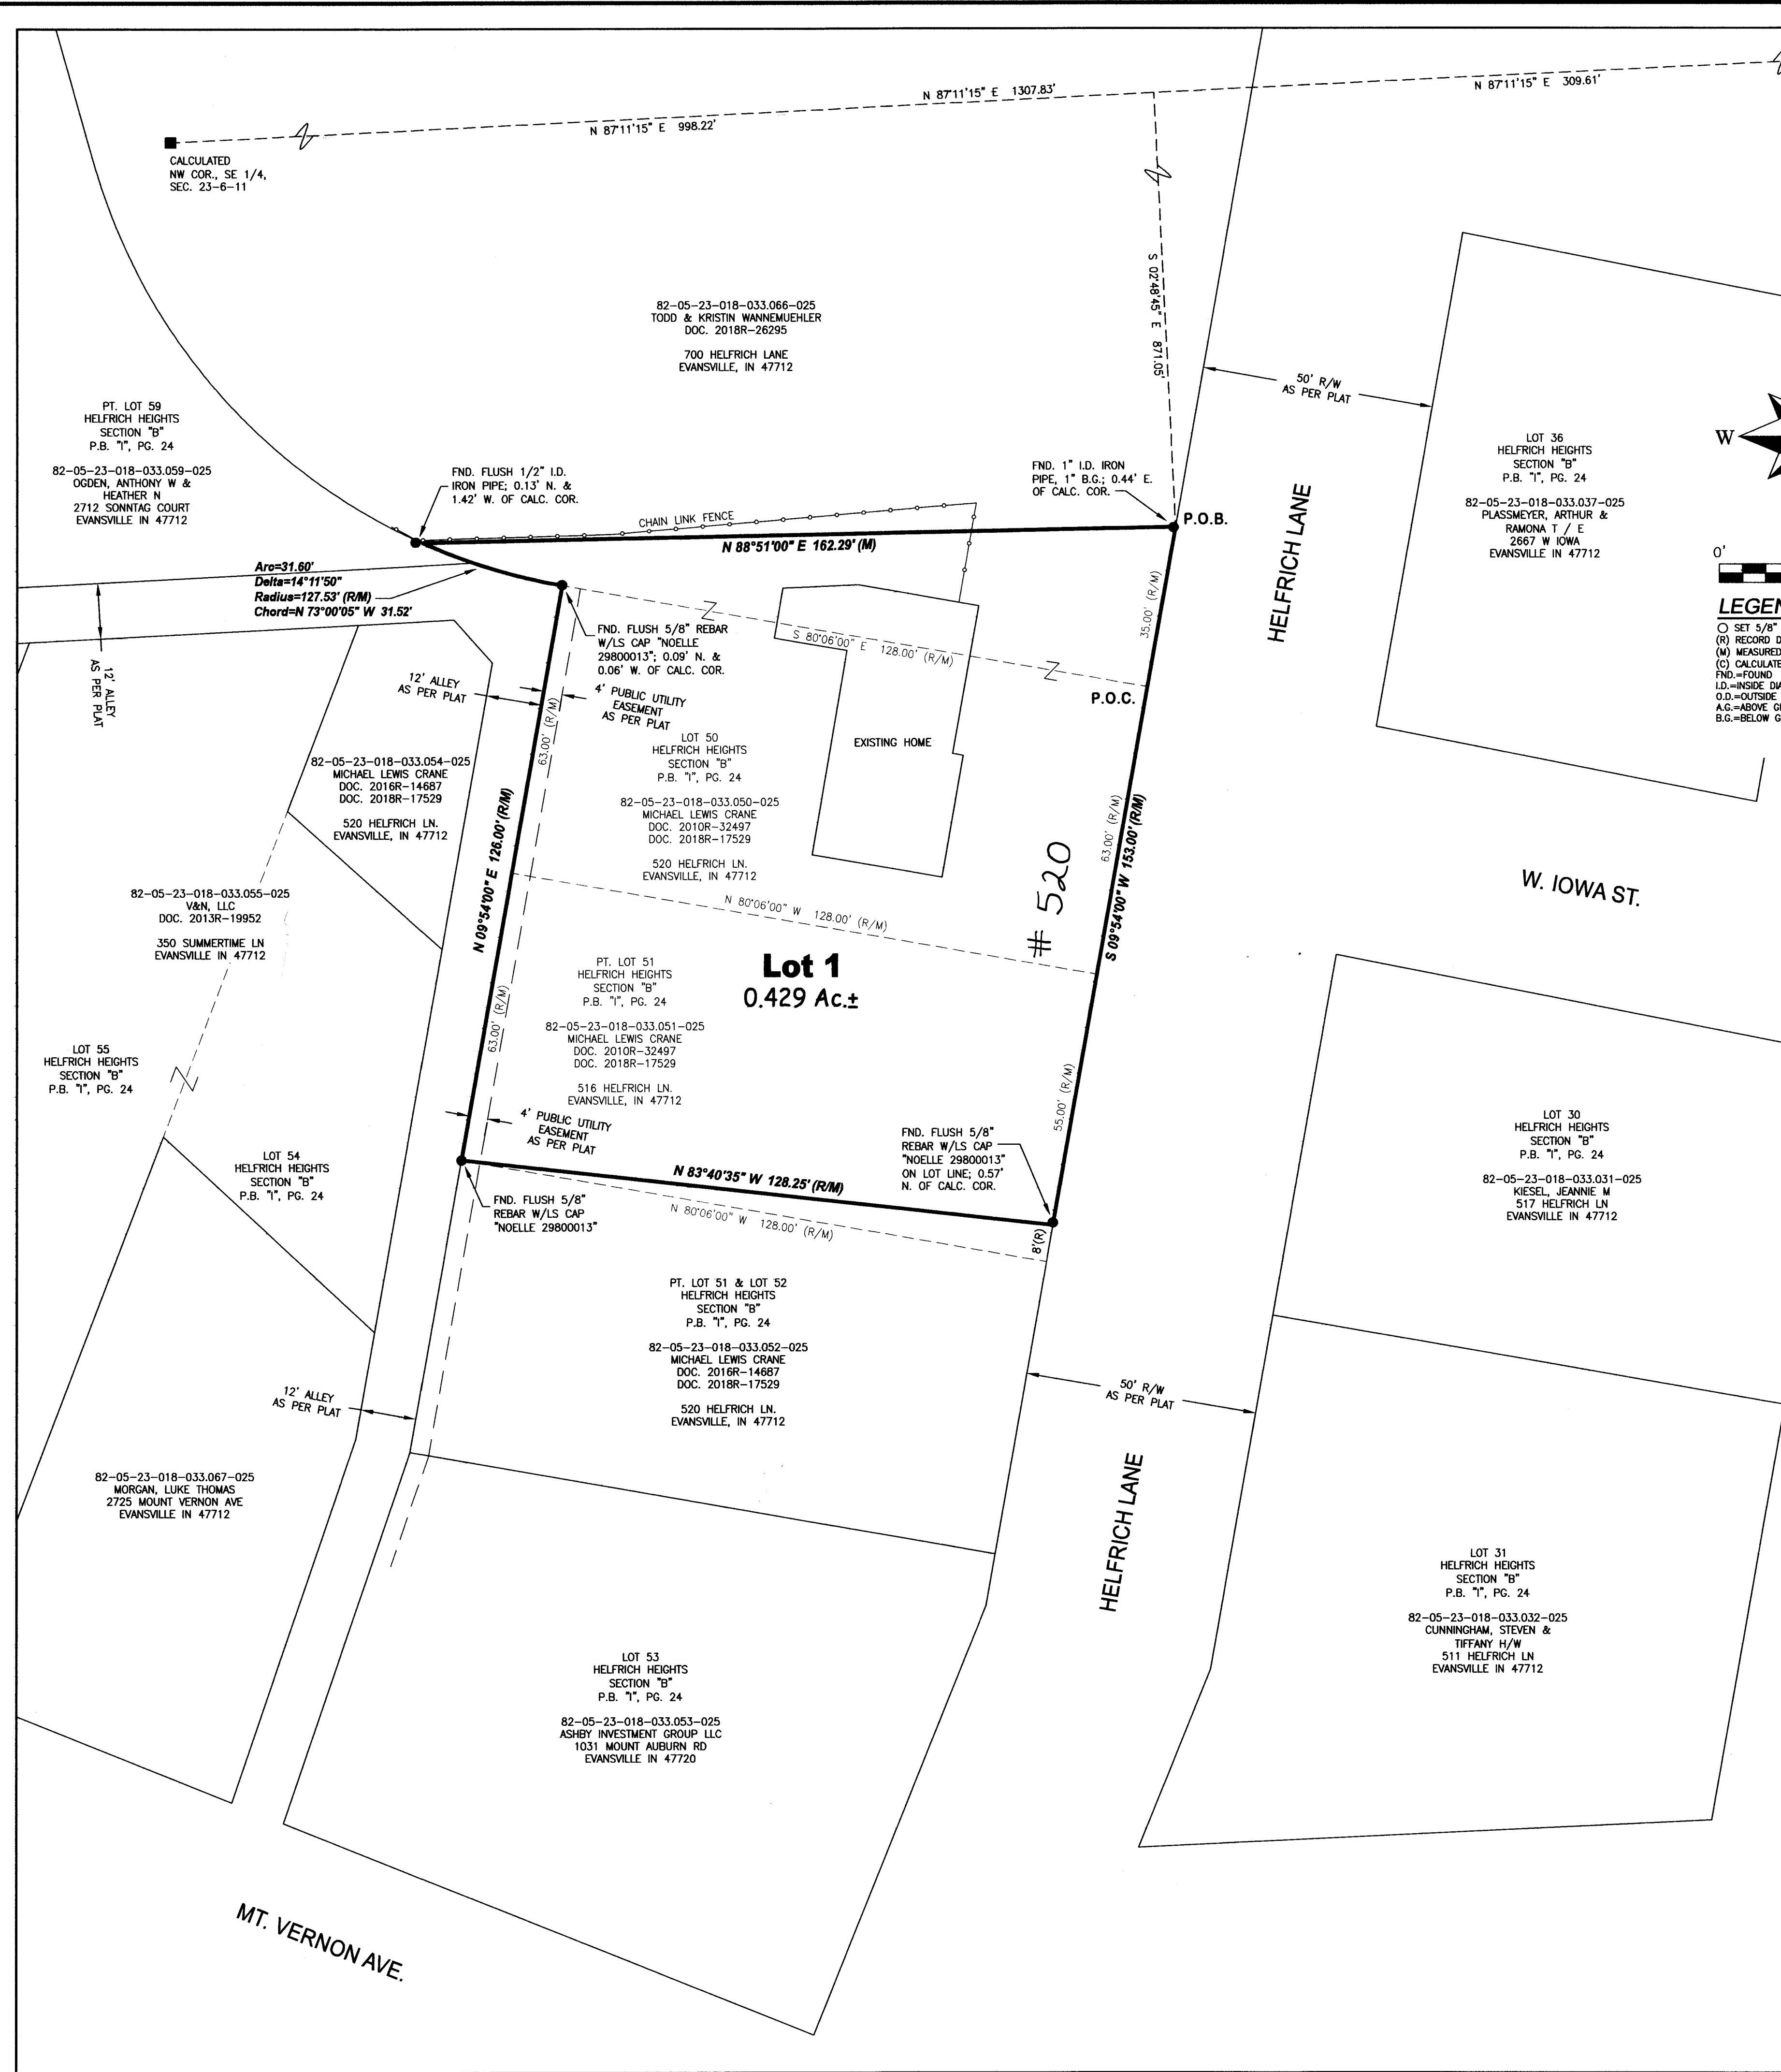 N 87°11'15" E 1307.83'
N 87°11'15" E 309.61'
N 87°11'15" E 998.22'
CALCULATED
NW COR., SE 1/4,
SEC. 23-6-11
S 02°48'45" E 871.05'
82-05-23-018-033.066-025
TODD & KRISTIN WANNEMUEHLER
DOC. 2018R-26295
700 HELFRICH LANE
EVANSVILLE, IN 47712
50' R/W
AS PER PLAT
PT. LOT 59
HELFRICH HEIGHTS
SECTION "B"
P.B. "I", PG. 24
82-05-23-018-033.059-025
OGDEN, ANTHONY W &
HEATHER N
2712 SONNTAG COURT
EVANSVILLE IN 47712
FND. FLUSH 1/2" I.D.
IRON PIPE; 0.13' N. &
1.42' W. OF CALC. COR.
FND. 1" I.D. IRON
PIPE, 1" B.G.; 0.44' E.
OF CALC. COR.
P.O.B.
CHAIN LINK FENCE
N 88°51'00" E 162.29' (M)
HELFRICH LANE
LOT 36
HELFRICH HEIGHTS
SECTION "B"
P.B. "I", PG. 24
82-05-23-018-033.037-025
PLASSMEYER, ARTHUR &
RAMONA T / E
2667 W IOWA
EVANSVILLE IN 47712
W
0'
LEGEN
SET 5/8"
(R) RECORD D
(M) MEASURED
(C) CALCULATE
FND.=FOUND
I.D.=INSIDE DIA
O.D.=OUTSIDE
A.G.=ABOVE G
B.G.=BELOW G
Arc=31.60'
Delta=14°11'50"
Radius=127.53' (R/M)
Chord=N 73°00'05" W 31.52'
12' ALLEY
AS PER PLAT
FND. FLUSH 5/8" REBAR
W/LS CAP "NOELLE
29800013"; 0.09' N. &
0.06' W. OF CALC. COR.
S 80°06'00" E 128.00' (R/M)
35.00' (R/M)
P.O.C.
12' ALLEY
AS PER PLAT
4' PUBLIC UTILITY
EASEMENT
AS PER PLAT
63.00' (R/M)
LOT 50
HELFRICH HEIGHTS
SECTION "B"
P.B. "I", PG. 24
EXISTING HOME
82-05-23-018-033.050-025
MICHAEL LEWIS CRANE
DOC. 2010R-32497
DOC. 2018R-17529
520 HELFRICH LN.
EVANSVILLE, IN 47712
82-05-23-018-033.054-025
MICHAEL LEWIS CRANE
DOC. 2016R-14687
DOC. 2018R-17529
520 HELFRICH LN.
EVANSVILLE, IN 47712
N 09°54'00" E 126.00' (R/M)
63.00' (R/M)
S 09°54'00" W 153.00' (R/M)
# 520
W. IOWA ST.
82-05-23-018-033.055-025
V&N, LLC
DOC. 2013R-19952
350 SUMMERTIME LN
EVANSVILLE IN 47712
N 80°06'00" W 128.00' (R/M)
Lot 1
0.429 Ac.±
PT. LOT 51
HELFRICH HEIGHTS
SECTION "B"
P.B. "I", PG. 24
82-05-23-018-033.051-025
MICHAEL LEWIS CRANE
DOC. 2010R-32497
DOC. 2018R-17529
516 HELFRICH LN.
EVANSVILLE, IN 47712
63.00' (R/M)
55.00' (R/M)
LOT 55
HELFRICH HEIGHTS
SECTION "B"
P.B. "I", PG. 24
4' PUBLIC UTILITY
EASEMENT
AS PER PLAT
FND. FLUSH 5/8"
REBAR W/LS CAP
"NOELLE 29800013"
ON LOT LINE; 0.57'
N. OF CALC. COR.
LOT 54
HELFRICH HEIGHTS
SECTION "B"
P.B. "I", PG. 24
N 83°40'35" W 128.25' (R/M)
FND. FLUSH 5/8"
REBAR W/LS CAP
"NOELLE 29800013"
N 80°06'00" W 128.00' (R/M)
8'(R)
LOT 30
HELFRICH HEIGHTS
SECTION "B"
P.B. "I", PG. 24
82-05-23-018-033.031-025
KIESEL, JEANNIE M
517 HELFRICH LN
EVANSVILLE IN 47712
PT. LOT 51 & LOT 52
HELFRICH HEIGHTS
SECTION "B"
P.B. "I", PG. 24
82-05-23-018-033.052-025
MICHAEL LEWIS CRANE
DOC. 2016R-14687
DOC. 2018R-17529
520 HELFRICH LN.
EVANSVILLE, IN 47712
12' ALLEY
AS PER PLAT
50' R/W
AS PER PLAT
82-05-23-018-033.067-025
MORGAN, LUKE THOMAS
2725 MOUNT VERNON AVE
EVANSVILLE IN 47712
HELFRICH LANE
LOT 31
HELFRICH HEIGHTS
SECTION "B"
P.B. "I", PG. 24
82-05-23-018-033.032-025
CUNNINGHAM, STEVEN &
TIFFANY H/W
511 HELFRICH LN
EVANSVILLE IN 47712
LOT 53
HELFRICH HEIGHTS
SECTION "B"
P.B. "I", PG. 24
82-05-23-018-033.053-025
ASHBY INVESTMENT GROUP LLC
1031 MOUNT AUBURN RD
EVANSVILLE IN 47720
MT. VERNON AVE.